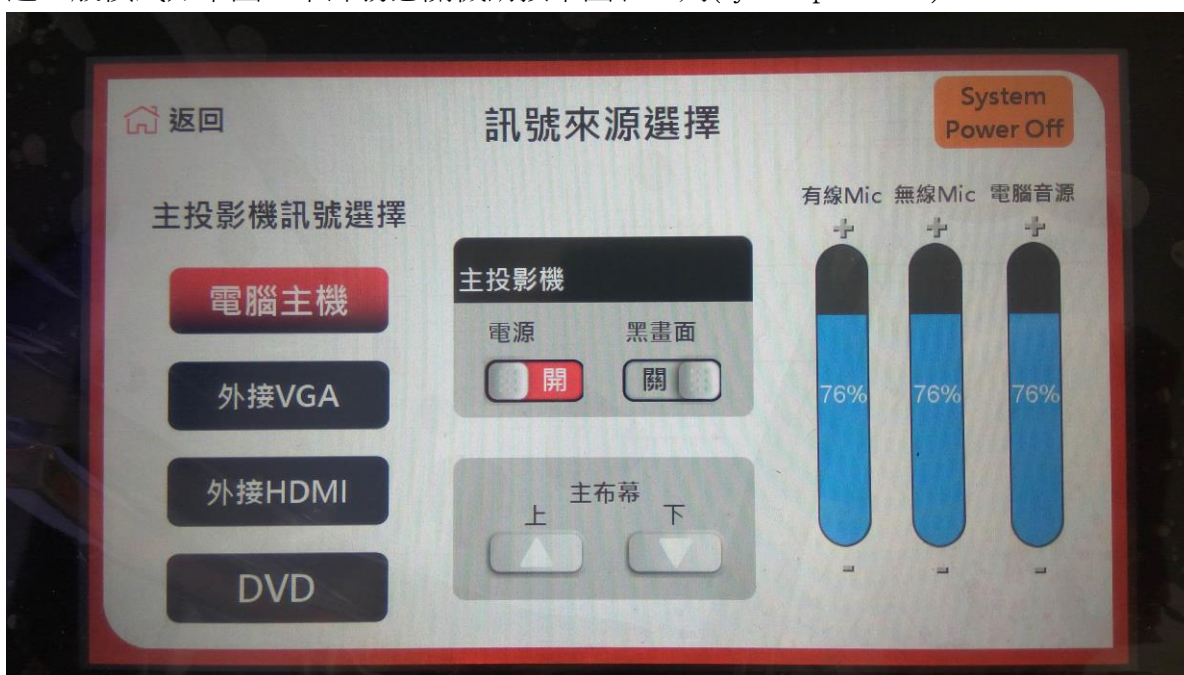 返回
訊號來源選擇
System
Power Off
主投影機訊號選擇
電腦主機
外接VGA
外接HDMI
DVD
主投影機
電源
黑畫面
開
關
主布幕
上
下
有線Mic 無線Mic 電腦音源
+ + +
76% 76% 76%
- - -